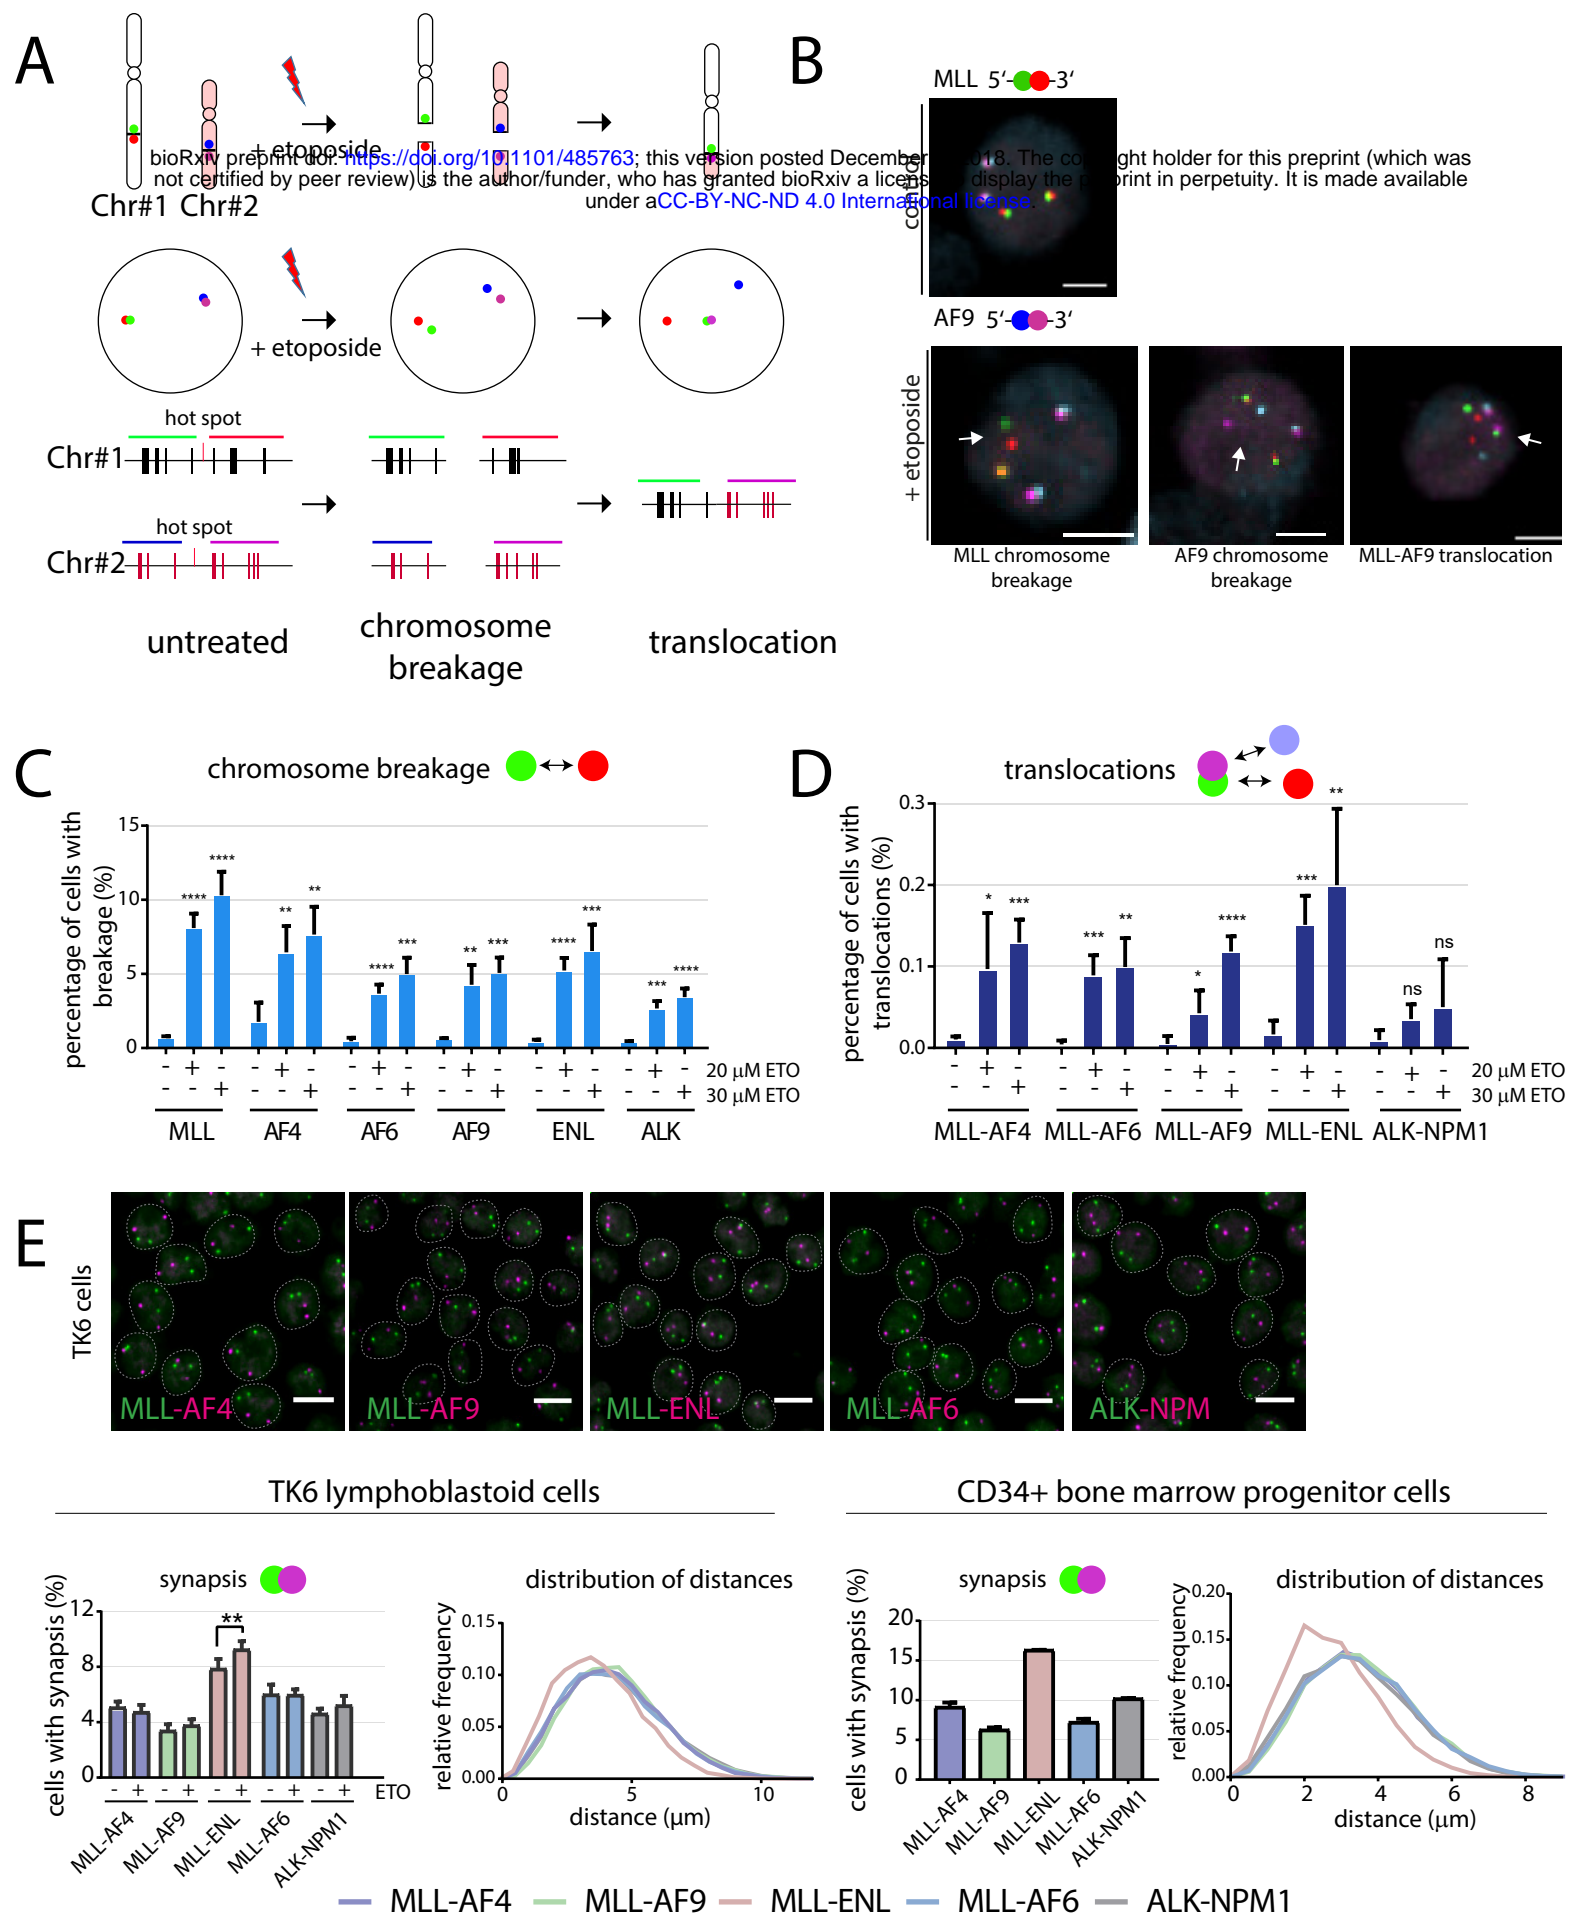 A
+ etoposide
bioRxiv preprint doi: https://doi.org/10.1101/485763; this version posted December 2018. The copyright holder for this preprint (which was
not certified by peer review) is the author/funder, who has granted bioRxiv a license to display the preprint in perpetuity. It is made available
under aCC-BY-NC-ND 4.0 International license.
Chr#1 Chr#2
+ etoposide
hot spot
Chr#1
hot spot
Chr#2
untreated
chromosome
breakage
translocation
B
MLL 5‘- -3‘
control
AF9 5‘- -3‘
+ etoposide
MLL chromosome
breakage
AF9 chromosome
breakage
MLL-AF9 translocation
C
chromosome breakage
percentage of cells with
breakage (%)
15
10
5
0
**** **** ** ** **** *** ** *** **** *** *** ****
- + - - + - - + - - + - - + - - + - 20 µM ETO
- - + - - + - - + - - + - - + - - + 30 µM ETO
MLL AF4 AF6 AF9 ENL ALK
D
translocations
percentage of cells with
translocations (%)
0.3
0.2
0.1
0.0
* *** *** ** * **** *** ** ns ns
- + - - + - - + - - + - - + - 20 µM ETO
- - + - - + - - + - - + - - + 30 µM ETO
MLL-AF4 MLL-AF6 MLL-AF9 MLL-ENL ALK-NPM1
E
TK6 cells
MLL-AF4
MLL-AF9
MLL-ENL
MLL-AF6
ALK-NPM
TK6 lymphoblastoid cells
synapsis
cells with synapsis (%)
12
8
4
0
**
- + - + - + - + - + ETO
MLL-AF4
MLL-AF9
MLL-ENL
MLL-AF6
ALK-NPM1
distribution of distances
relative frequency
0.15
0.10
0.05
0.00
0 5 10
distance (µm)
CD34+ bone marrow progenitor cells
synapsis
cells with synapsis (%)
20
15
10
5
0
MLL-AF4
MLL-AF9
MLL-ENL
MLL-AF6
ALK-NPM1
distribution of distances
relative frequency
0.20
0.15
0.10
0.05
0.00
0 2 4 6 8
distance (µm)
MLL-AF4 MLL-AF9 MLL-ENL MLL-AF6 ALK-NPM1